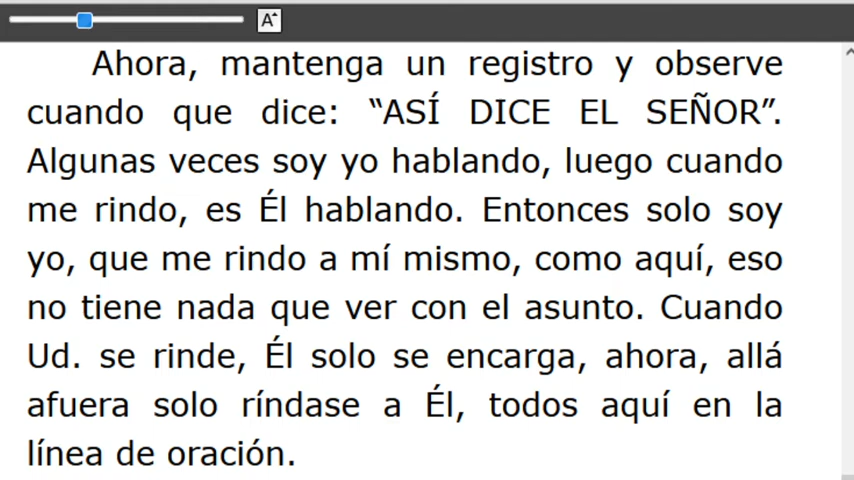 A
Ahora, mantenga un registro y observe
cuando que dice: “ASÍ DICE EL SEÑOR”.
Algunas veces soy yo hablando, luego cuando
me rindo, es Él hablando. Entonces solo soy
yo, que me rindo a mí mismo, como aquí, eso
no tiene nada que ver con el asunto. Cuando
Ud. se rinde, Él solo se encarga, ahora, allá
afuera solo ríndase a Él, todos aquí en la
línea de oración.